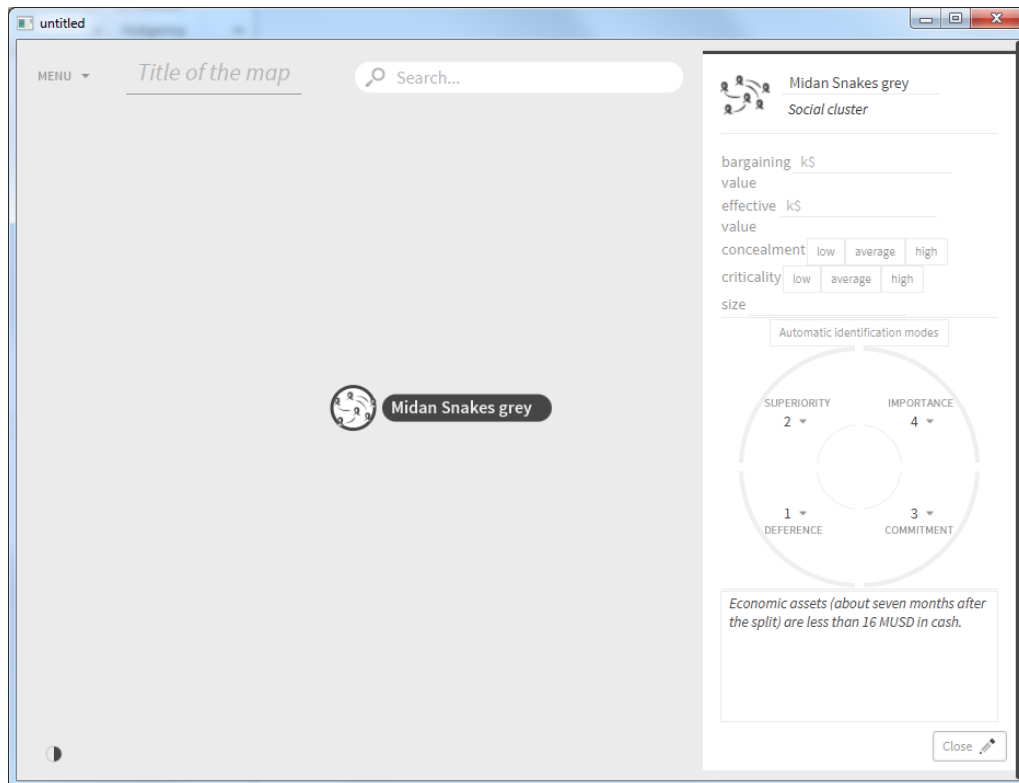 untitled
MENU
Title of the map
Search...
Midan Snakes grey
Midan Snakes grey
Social cluster
bargaining k$
value
effective k$
value
concealment low average high
criticality low average high
size
Automatic identification modes
SUPERIORITY IMPORTANCE
2 4
1 3
DEFERENCE COMMITMENT
Economic assets (about seven months after
the split) are less than 16 MUSD in cash.
Close